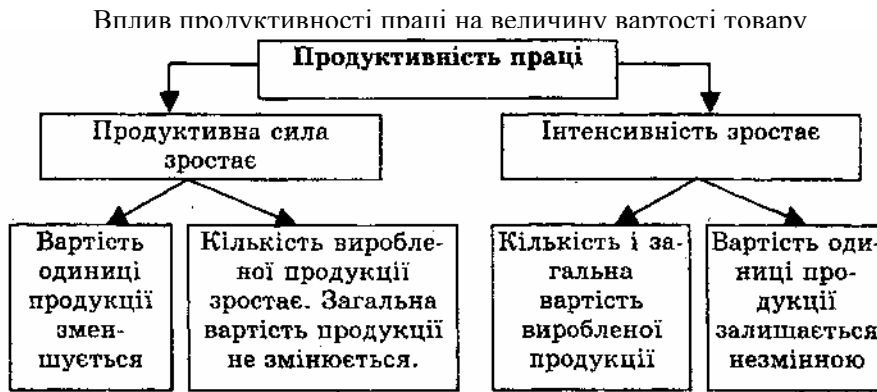 Вплив продуктивності праці на величину вартості товару
Продуктивність праці
Продуктивна сила
зростає
Інтенсивність зростає
Вартість
одиниці
продукції
змен-
шується
Кількість виробле-
ної продукції
зростає. Загальна
вартість продукції
не змінюється.
Кількість і за-
гальна
вартість
виробленої
продукції
Вартість оди-
ниці про-
дукції
залишається
незмінною